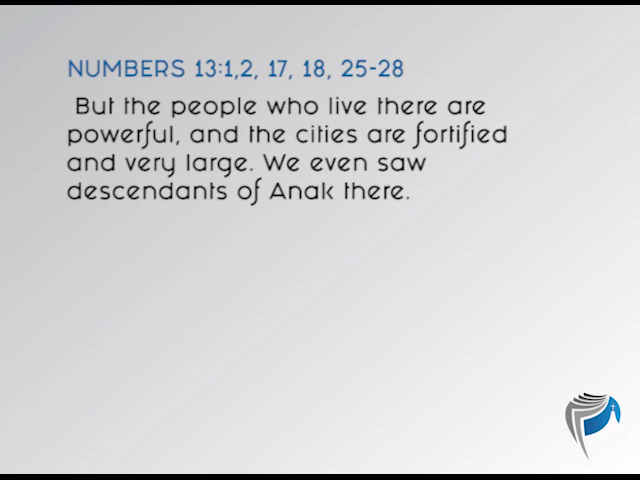 NUMBERS 13:1,2, 17, 18, 25-28
But the people who live there are
powerful, and the cities are fortified
and very large. We even saw
descendants of Anak there.